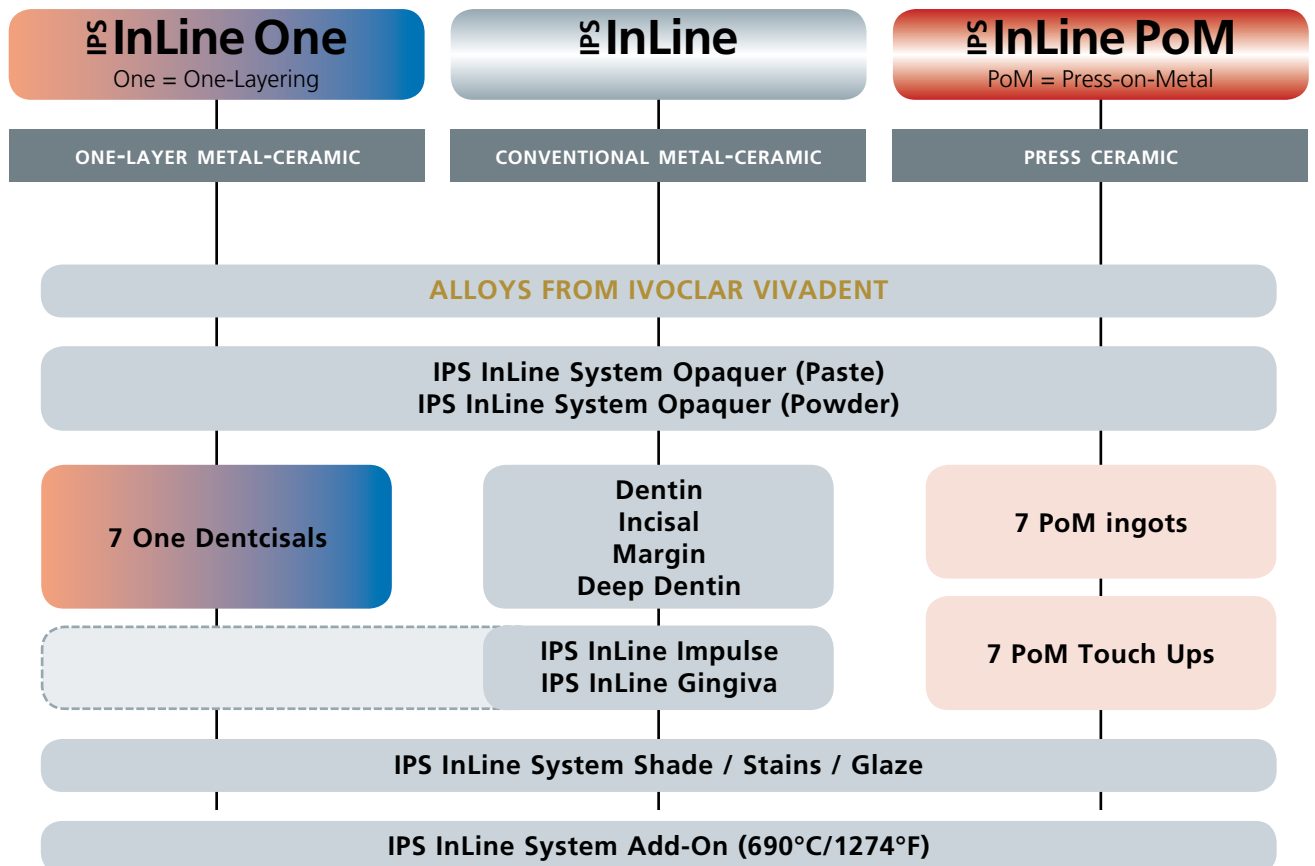 IPS InLine One
One = One-Layering
IPS InLine
IPS InLine PoM
PoM = Press-on-Metal
ONE-LAYER METAL-CERAMIC
CONVENTIONAL METAL-CERAMIC
PRESS CERAMIC
ALLOYS FROM IVOCLAR VIVADENT
IPS InLine System Opaquer (Paste)
IPS InLine System Opaquer (Powder)
7 One Dentcisals
Dentin
Incisal
Margin
Deep Dentin
7 PoM ingots
IPS InLine Impulse
IPS InLine Gingiva
7 PoM Touch Ups
IPS InLine System Shade / Stains / Glaze
IPS InLine System Add-On (690°C/1274°F)